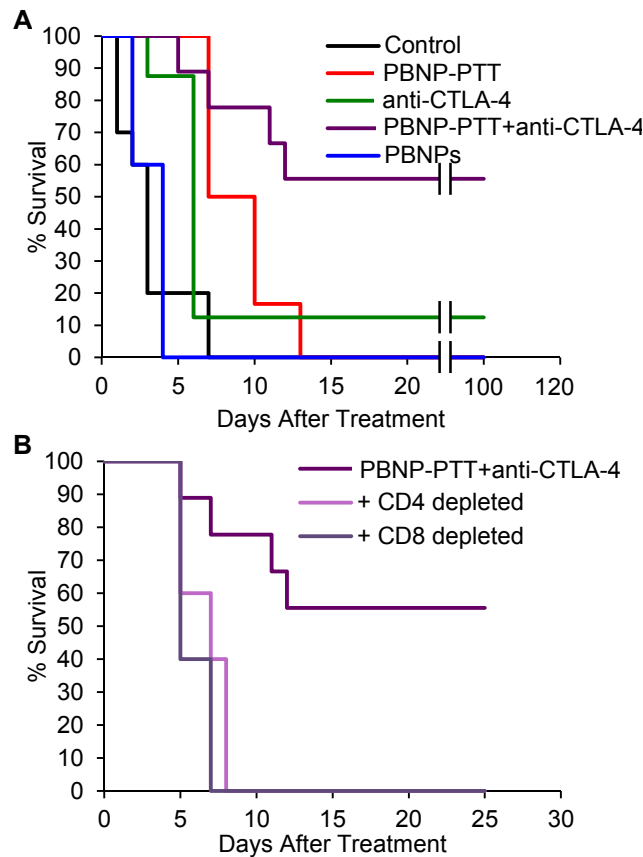 A
100
90
80
70
60
50
40
30
20
10
0
% Survival
Control
PBNP-PTT
anti-CTLA-4
PBNP-PTT+anti-CTLA-4
PBNPs
0 5 10 15 20 100 120
Days After Treatment
B
100
90
80
70
60
50
40
30
20
10
0
% Survival
PBNP-PTT+anti-CTLA-4
+ CD4 depleted
+ CD8 depleted
0 5 10 15 20 25 30
Days After Treatment